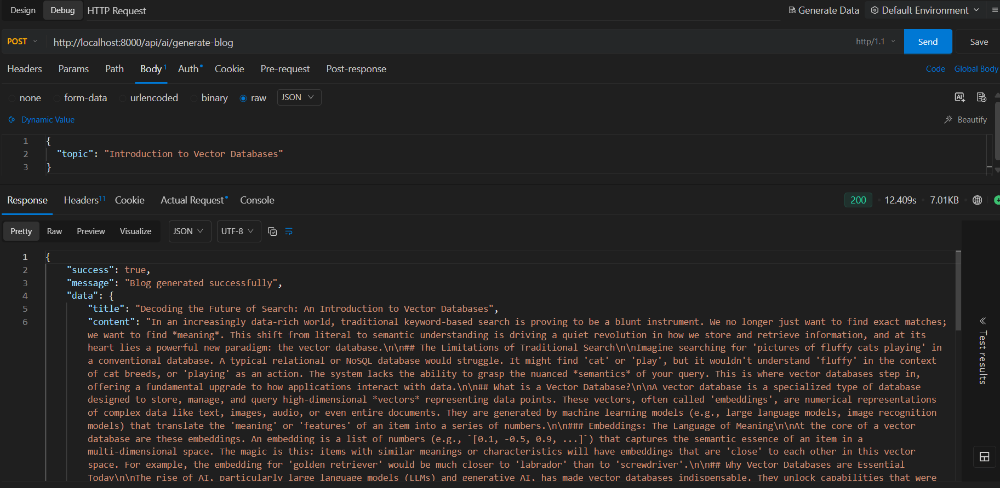 Design Debug HTTP Request Generate Data Default Environment
POST http://localhost:8000/api/ai/generate-blog http/1.1 Send Save
Headers Params Path Body 1 Auth Cookie Pre-request Post-response Code Global Body
none form-data urlencoded binary raw JSON AI
Dynamic Value Beautify
1 {
2 "topic": "Introduction to Vector Databases"
3 }
Response Headers 11 Cookie Actual Request Console 200 12.409s 7.01KB
Pretty Raw Preview Visualize JSON UTF-8
1 {
2 "success": true,
3 "message": "Blog generated successfully",
4 "data": {
5 "title": "Decoding the Future of Search: An Introduction to Vector Databases",
6 "content": "In an increasingly data-rich world, traditional keyword-based search is proving to be a blunt instrument. We no longer just want to find exact matches;
we want to find *meaning*. This shift from literal to semantic understanding is driving a quiet revolution in how we store and retrieve information, and at its
heart lies a powerful new paradigm: the vector database.\n\n## The Limitations of Traditional Search\n\nImagine searching for 'pictures of fluffy cats playing' in
a conventional database. A typical relational or NoSQL database would struggle. It might find 'cat' or 'play', but it wouldn't understand 'fluffy' in the context
of cat breeds, or 'playing' as an action. The system lacks the ability to grasp the nuanced *semantics* of your query. This is where vector databases step in,
offering a fundamental upgrade to how applications interact with data.\n\n## What is a Vector Database?\n\nA vector database is a specialized type of database
designed to store, manage, and query high-dimensional *vectors* representing data points. These vectors, often called 'embeddings', are numerical representations
of complex data like text, images, audio, or even entire documents. They are generated by machine learning models (e.g., large language models, image recognition
models) that translate the 'meaning' or 'features' of an item into a series of numbers.\n\n### Embeddings: The Language of Meaning\n\nAt the core of a vector
database are these embeddings. An embedding is a list of numbers (e.g., `[0.1, -0.5, 0.9, ...]`) that captures the semantic essence of an item in a
multi-dimensional space. The magic is this: items with similar meanings or characteristics will have embeddings that are 'close' to each other in this vector
space. For example, the embedding for 'golden retriever' would be much closer to 'labrador' than to 'screwdriver'.\n\n## Why Vector Databases are Essential
Today\n\nThe rise of AI, particularly large language models (LLMs) and generative AI, has made vector databases indispensable. They unlock capabilities that were
Test results